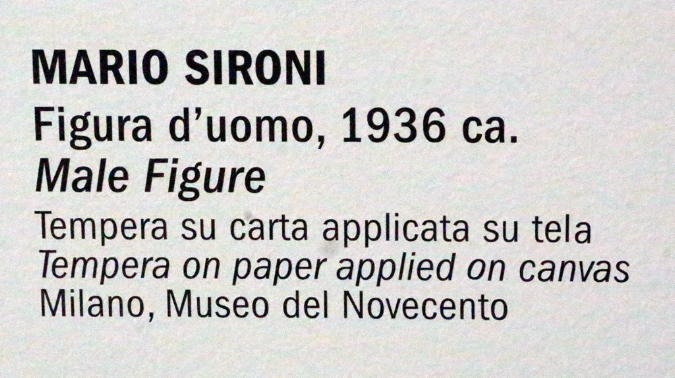 MARIO SIRONI
Figura d'uomo, 1936 ca.
Male Figure
Tempera su carta applicata su tela
Tempera on paper applied on canvas
Milano, Museo del Novecento